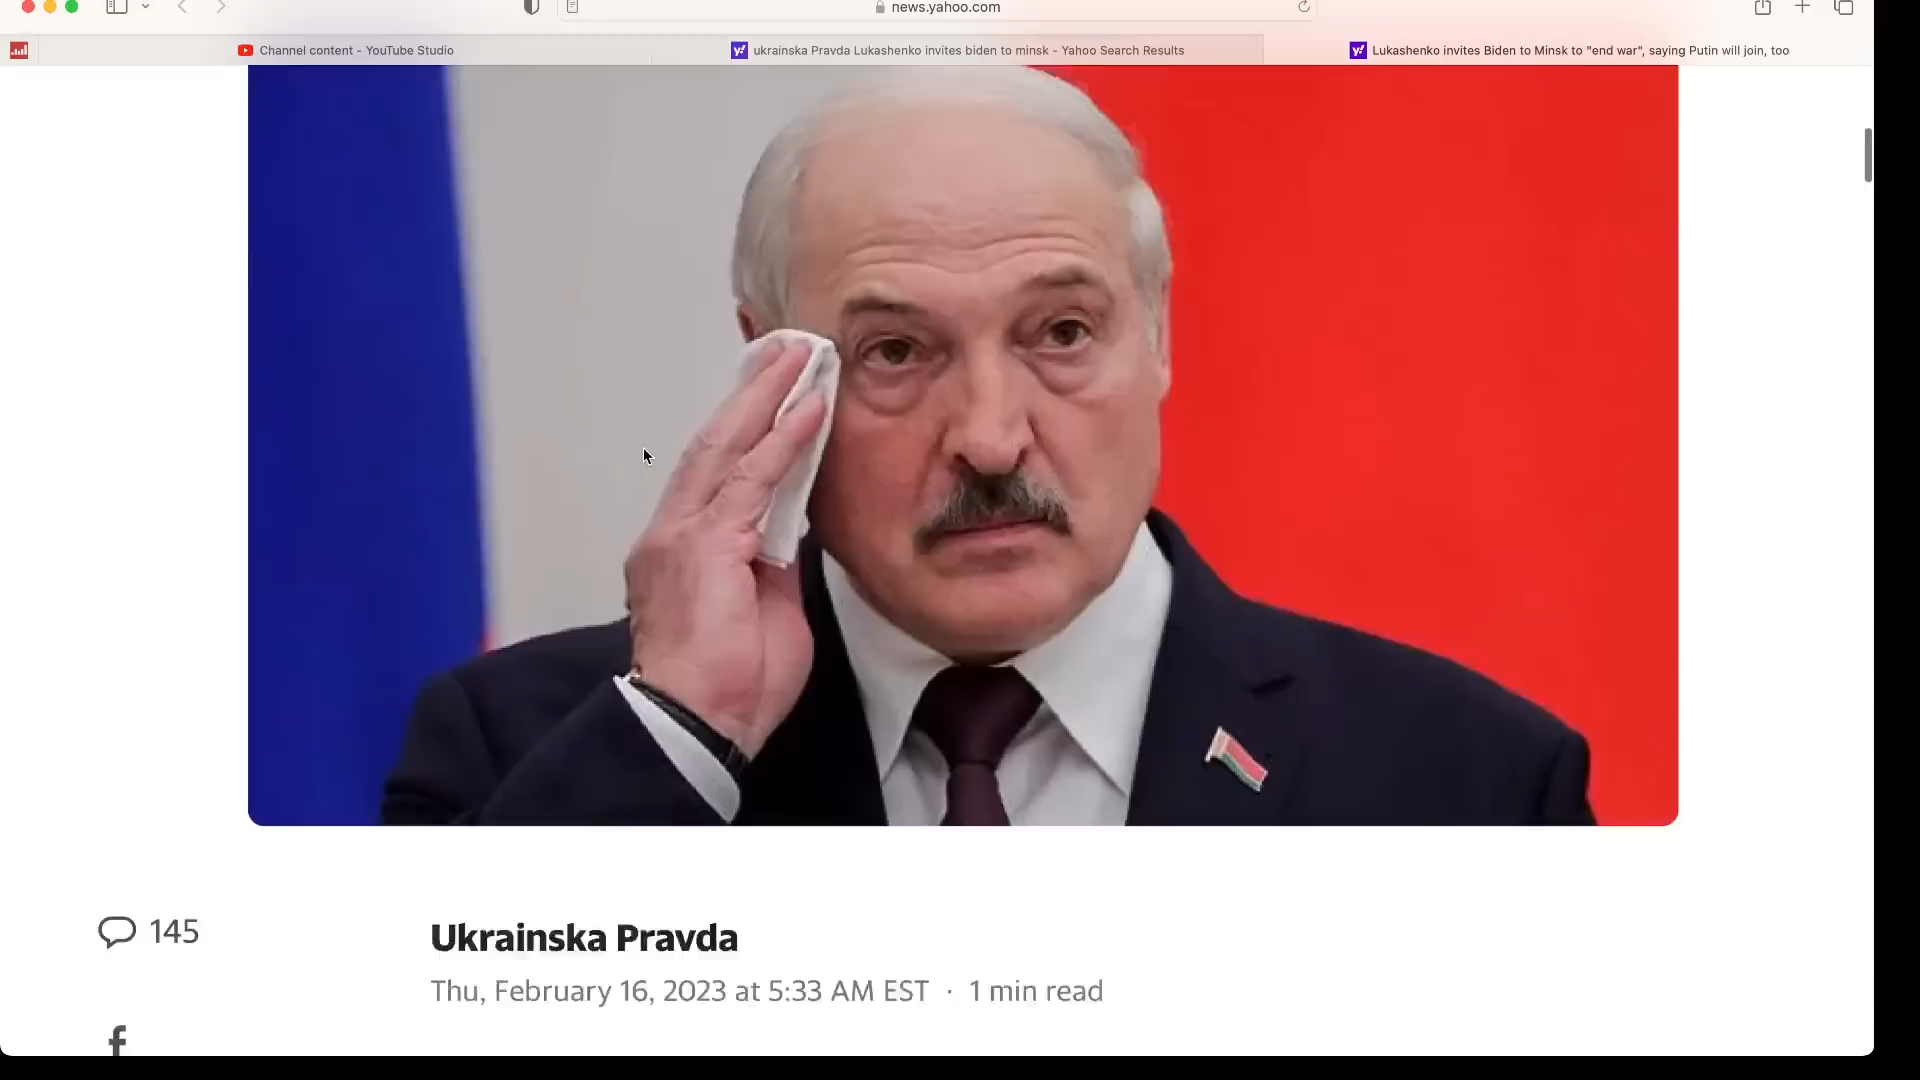 news.yahoo.com
Channel content - YouTube Studio
ukrainska Pravda Lukashenko invites biden to minsk - Yahoo Search Results
Lukashenko invites Biden to Minsk to "end war", saying Putin will join, too
145
Ukrainska Pravda
Thu, February 16, 2023 at 5:33 AM EST · 1 min read